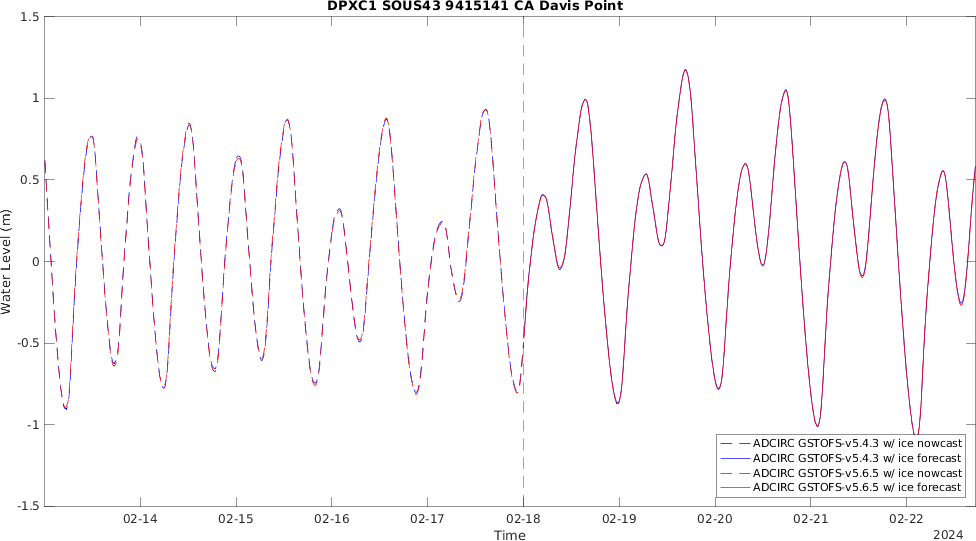 DPXC1 SOUS43 9415141 CA Davis Point
1.5
1
0.5
0
-0.5
-1
-1.5
Water Level (m)
ADCIRC GSTOFS-v5.4.3 w/ ice nowcast
ADCIRC GSTOFS-v5.4.3 w/ ice forecast
ADCIRC GSTOFS-v5.6.5 w/ ice nowcast
ADCIRC GSTOFS-v5.6.5 w/ ice forecast
02-14 02-15 02-16 02-17 02-18 02-19 02-20 02-21 02-22
Time
2024